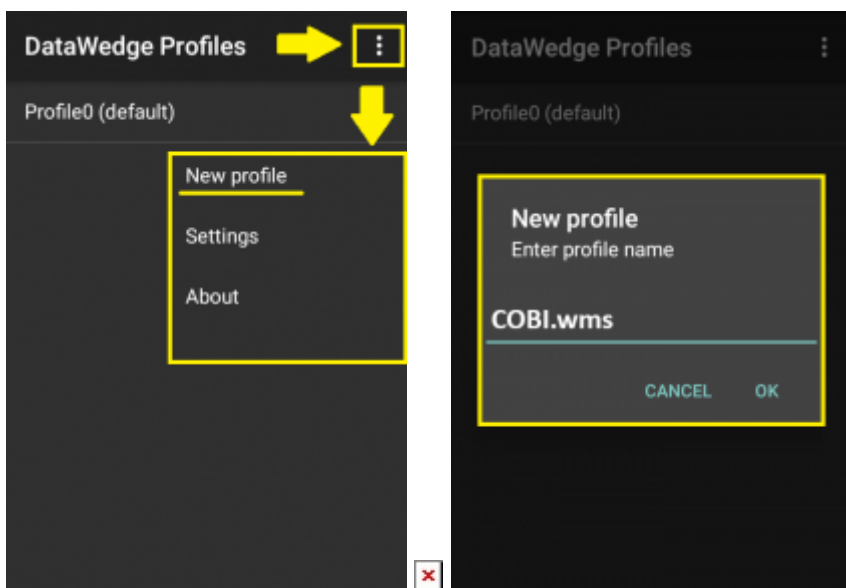 DataWedge Profiles
Profile0 (default)
New profile
Settings
About
DataWedge Profiles
Profile0 (default)
New profile
Enter profile name
COBI.wms
CANCEL OK